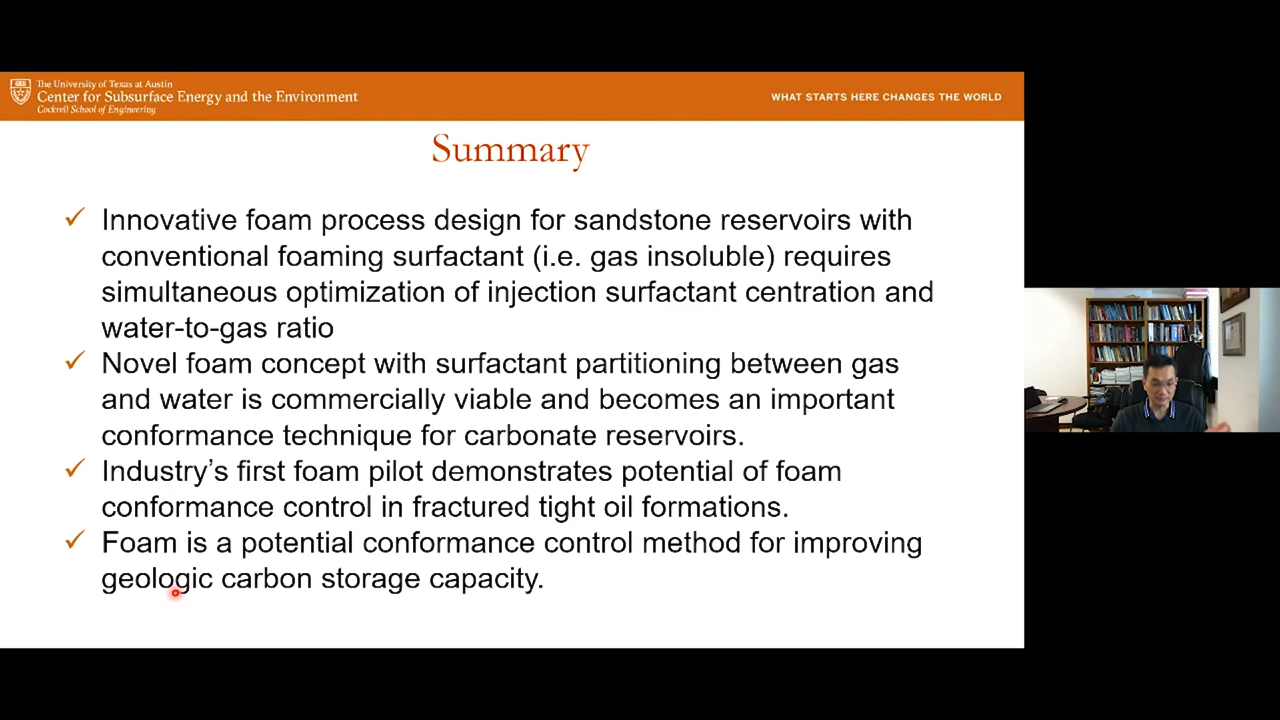 The University of Texas at Austin
Center for Subsurface Energy and the Environment
Cockrell School of Engineering
WHAT STARTS HERE CHANGES THE WORLD
Summary
✓ Innovative foam process design for sandstone reservoirs with
conventional foaming surfactant (i.e. gas insoluble) requires
simultaneous optimization of injection surfactant centration and
water-to-gas ratio
✓ Novel foam concept with surfactant partitioning between gas
and water is commercially viable and becomes an important
conformance technique for carbonate reservoirs.
✓ Industry’s first foam pilot demonstrates potential of foam
conformance control in fractured tight oil formations.
✓ Foam is a potential conformance control method for improving
geologic carbon storage capacity.